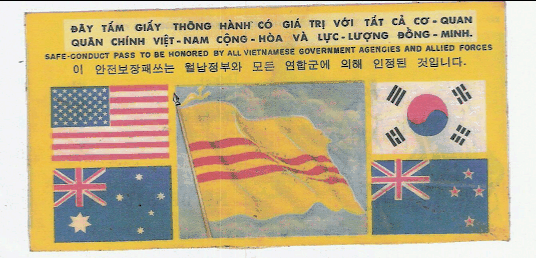 ĐÂY TẤM GIẤY THÔNG HÀNH CÓ GIÁ TRỊ VỚI TẤT CẢ CƠ-QUAN
QUÂN CHÍNH VIỆT-NAM CỘNG-HÒA VÀ LỰC-LƯỢNG ĐỒNG-MINH.
SAFE-CONDUCT PASS TO BE HONORED BY ALL VIETNAMESE GOVERNMENT AGENCIES AND ALLIED FORCES
이 안전보장패쓰는 월남정부와 모든 연합군에 의해 인정된 것입니다.